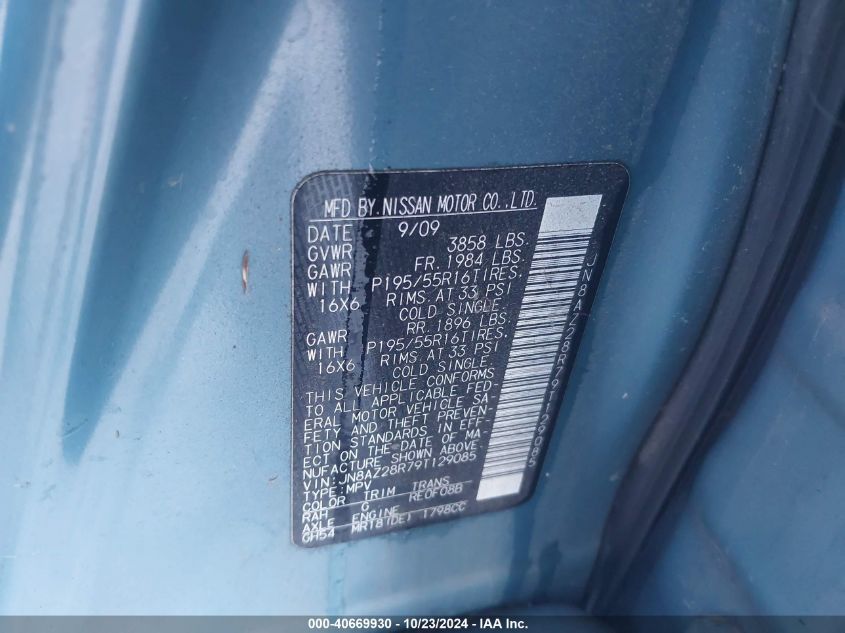 MFD BY.NISSAN MOTOR CO.,LTD.
DATE 9/09
GVWR 3858 LBS.
GAWR FR. 1984 LBS.
WITH P195/55R16TIRES.
16X6 RIMS.AT 33 PSI
COLD SINGLE.
GAWR RR. 1896 LBS.
WITH P195/55R16TIRES.
16X6 RIMS AT 33 PSI
COLD SINGLE.
THIS VEHICLE CONFORMS
TO ALL APPLICABLE FED-
ERAL MOTOR VEHICLE SA-
FETY AND THEFT PREVEN-
TION STANDARDS IN EFF-
ECT ON THE DATE OF MA-
NUFACTURE SHOWN ABOVE.
VIN:JN8AZ28R79T129085
TYPE:MPV
COLOR TRIM TRANS
RAH G RE0F08B
AXLE ENGINE
GH54 MRT8(DE) 1798CC
JN8AZ28R79T129085
000-40669930 - 10/23/2024 - IAA Inc.